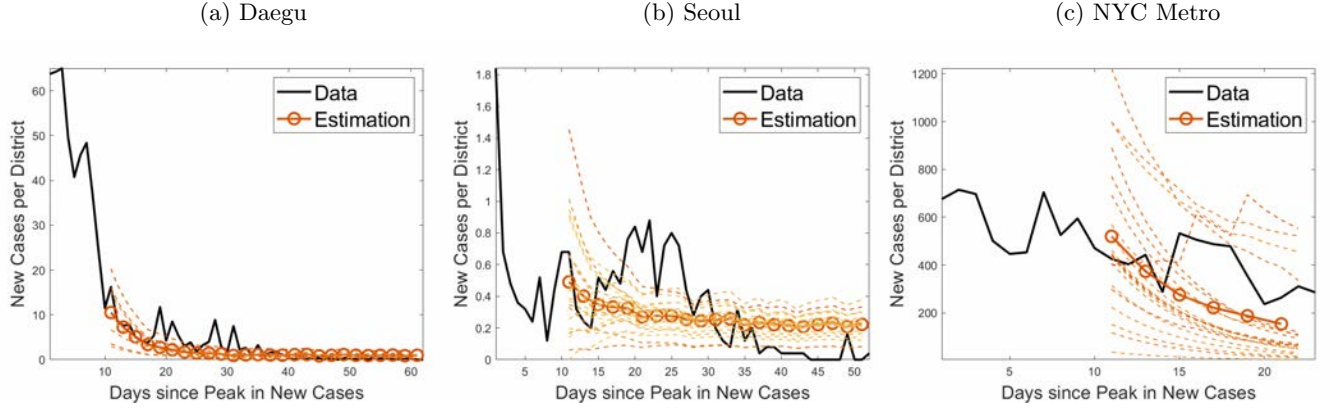 (a) Daegu
(b) Seoul
(c) NYC Metro
New Cases per District
60
50
40
30
20
10
0
Data
Estimation
10
20
30
40
50
60
Days since Peak in New Cases
New Cases per District
1.8
1.6
1.4
1.2
1
0.8
0.6
0.4
0.2
0
Data
Estimation
5
10
15
20
25
30
35
40
45
50
Days since Peak in New Cases
New Cases per District
1200
1000
800
600
400
200
Data
Estimation
5
10
15
20
Days since Peak in New Cases